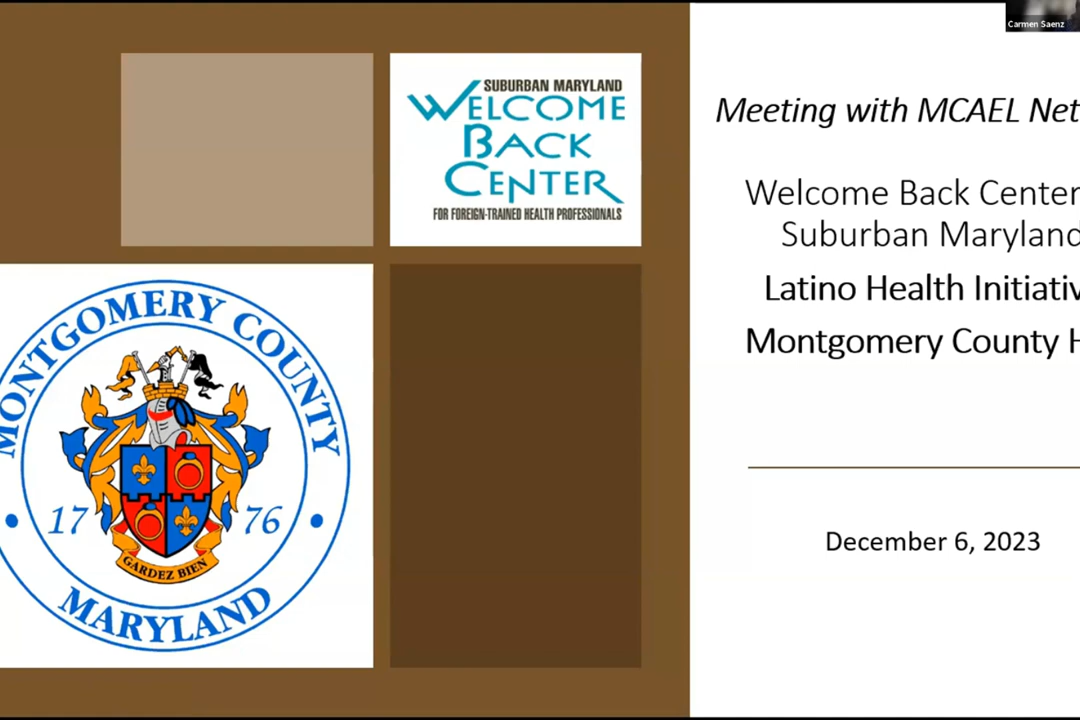 Carmen Saenz
SUBURBAN MARYLAND
WELCOME
BACK
CENTER
FOR FOREIGN-TRAINED HEALTH PROFESSIONALS
MONTGOMERY COUNTY
17 76
GARDEZ BIEN
MARYLAND
Meeting with MCAEL Net
Welcome Back Center
Suburban Maryland
Latino Health Initiativ
Montgomery County H
December 6, 2023